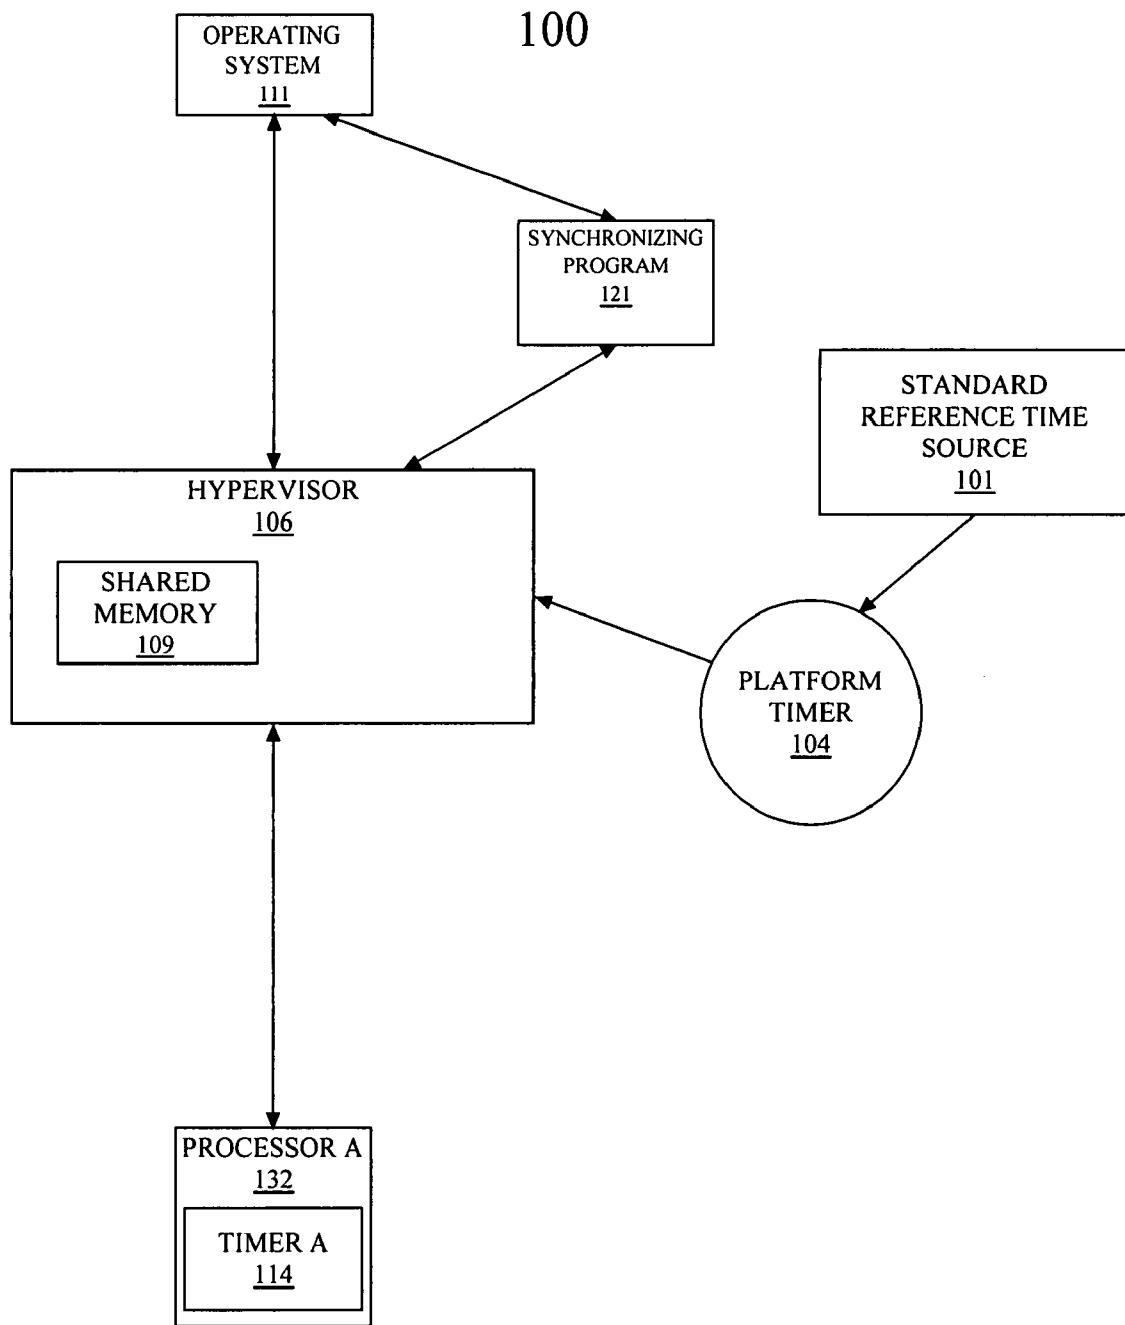 100
OPERATING
SYSTEM
111
SYNCHRONIZING
PROGRAM
121
STANDARD
REFERENCE TIME
SOURCE
101
HYPERVISOR
106
SHARED
MEMORY
109
PLATFORM
TIMER
104
PROCESSOR A
132
TIMER A
114